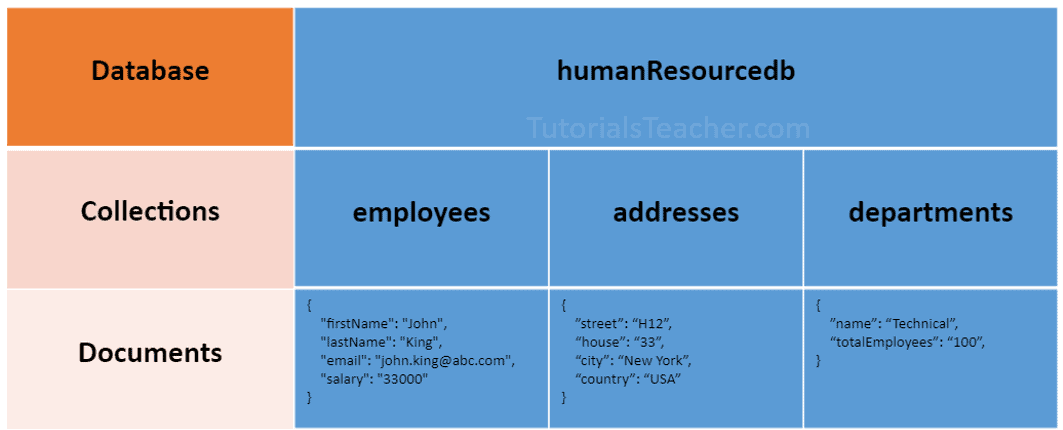 Database
humanResourcedb
TutorialsTeacher.com
Collections
employees
addresses
departments
Documents
{
"firstName": "John",
"lastName": "King",
"email": "john.king@abc.com",
"salary": "33000"
}
{
“street”: “H12”,
“house”: “33”,
“city”: “New York”,
“country”: “USA”
}
{
”name”: “Technical”,
“totalEmployees”: “100”,
}